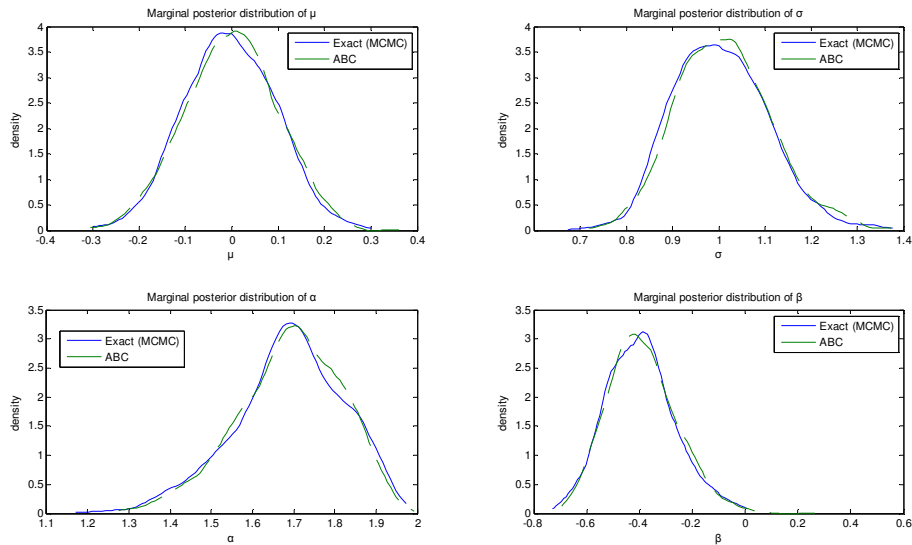 Marginal posterior distribution of μ
4
3.5
3
2.5
2
1.5
1
0.5
0
density
Exact (MCMC)
ABC
-0.4 -0.3 -0.2 -0.1 0 0.1 0.2 0.3 0.4
μ
Marginal posterior distribution of σ
4
3.5
3
2.5
2
1.5
1
0.5
0
density
Exact (MCMC)
ABC
0.7 0.8 0.9 1 1.1 1.2 1.3 1.4
σ
Marginal posterior distribution of α
3.5
3
2.5
2
1.5
1
0.5
0
density
Exact (MCMC)
ABC
1.1 1.2 1.3 1.4 1.5 1.6 1.7 1.8 1.9 2
α
Marginal posterior distribution of β
3.5
3
2.5
2
1.5
1
0.5
0
density
Exact (MCMC)
ABC
-0.8 -0.6 -0.4 -0.2 0 0.2 0.4 0.6
β